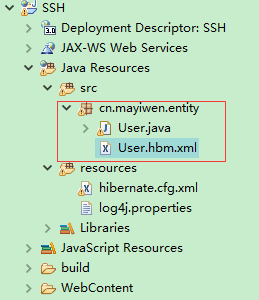 SSH
Deployment Descriptor: SSH
JAX-WS Web Services
Java Resources
src
cn.mayiwen.entity
User.java
User.hbm.xml
resources
hibernate.cfg.xml
log4j.properties
Libraries
JavaScript Resources
build
WebContent